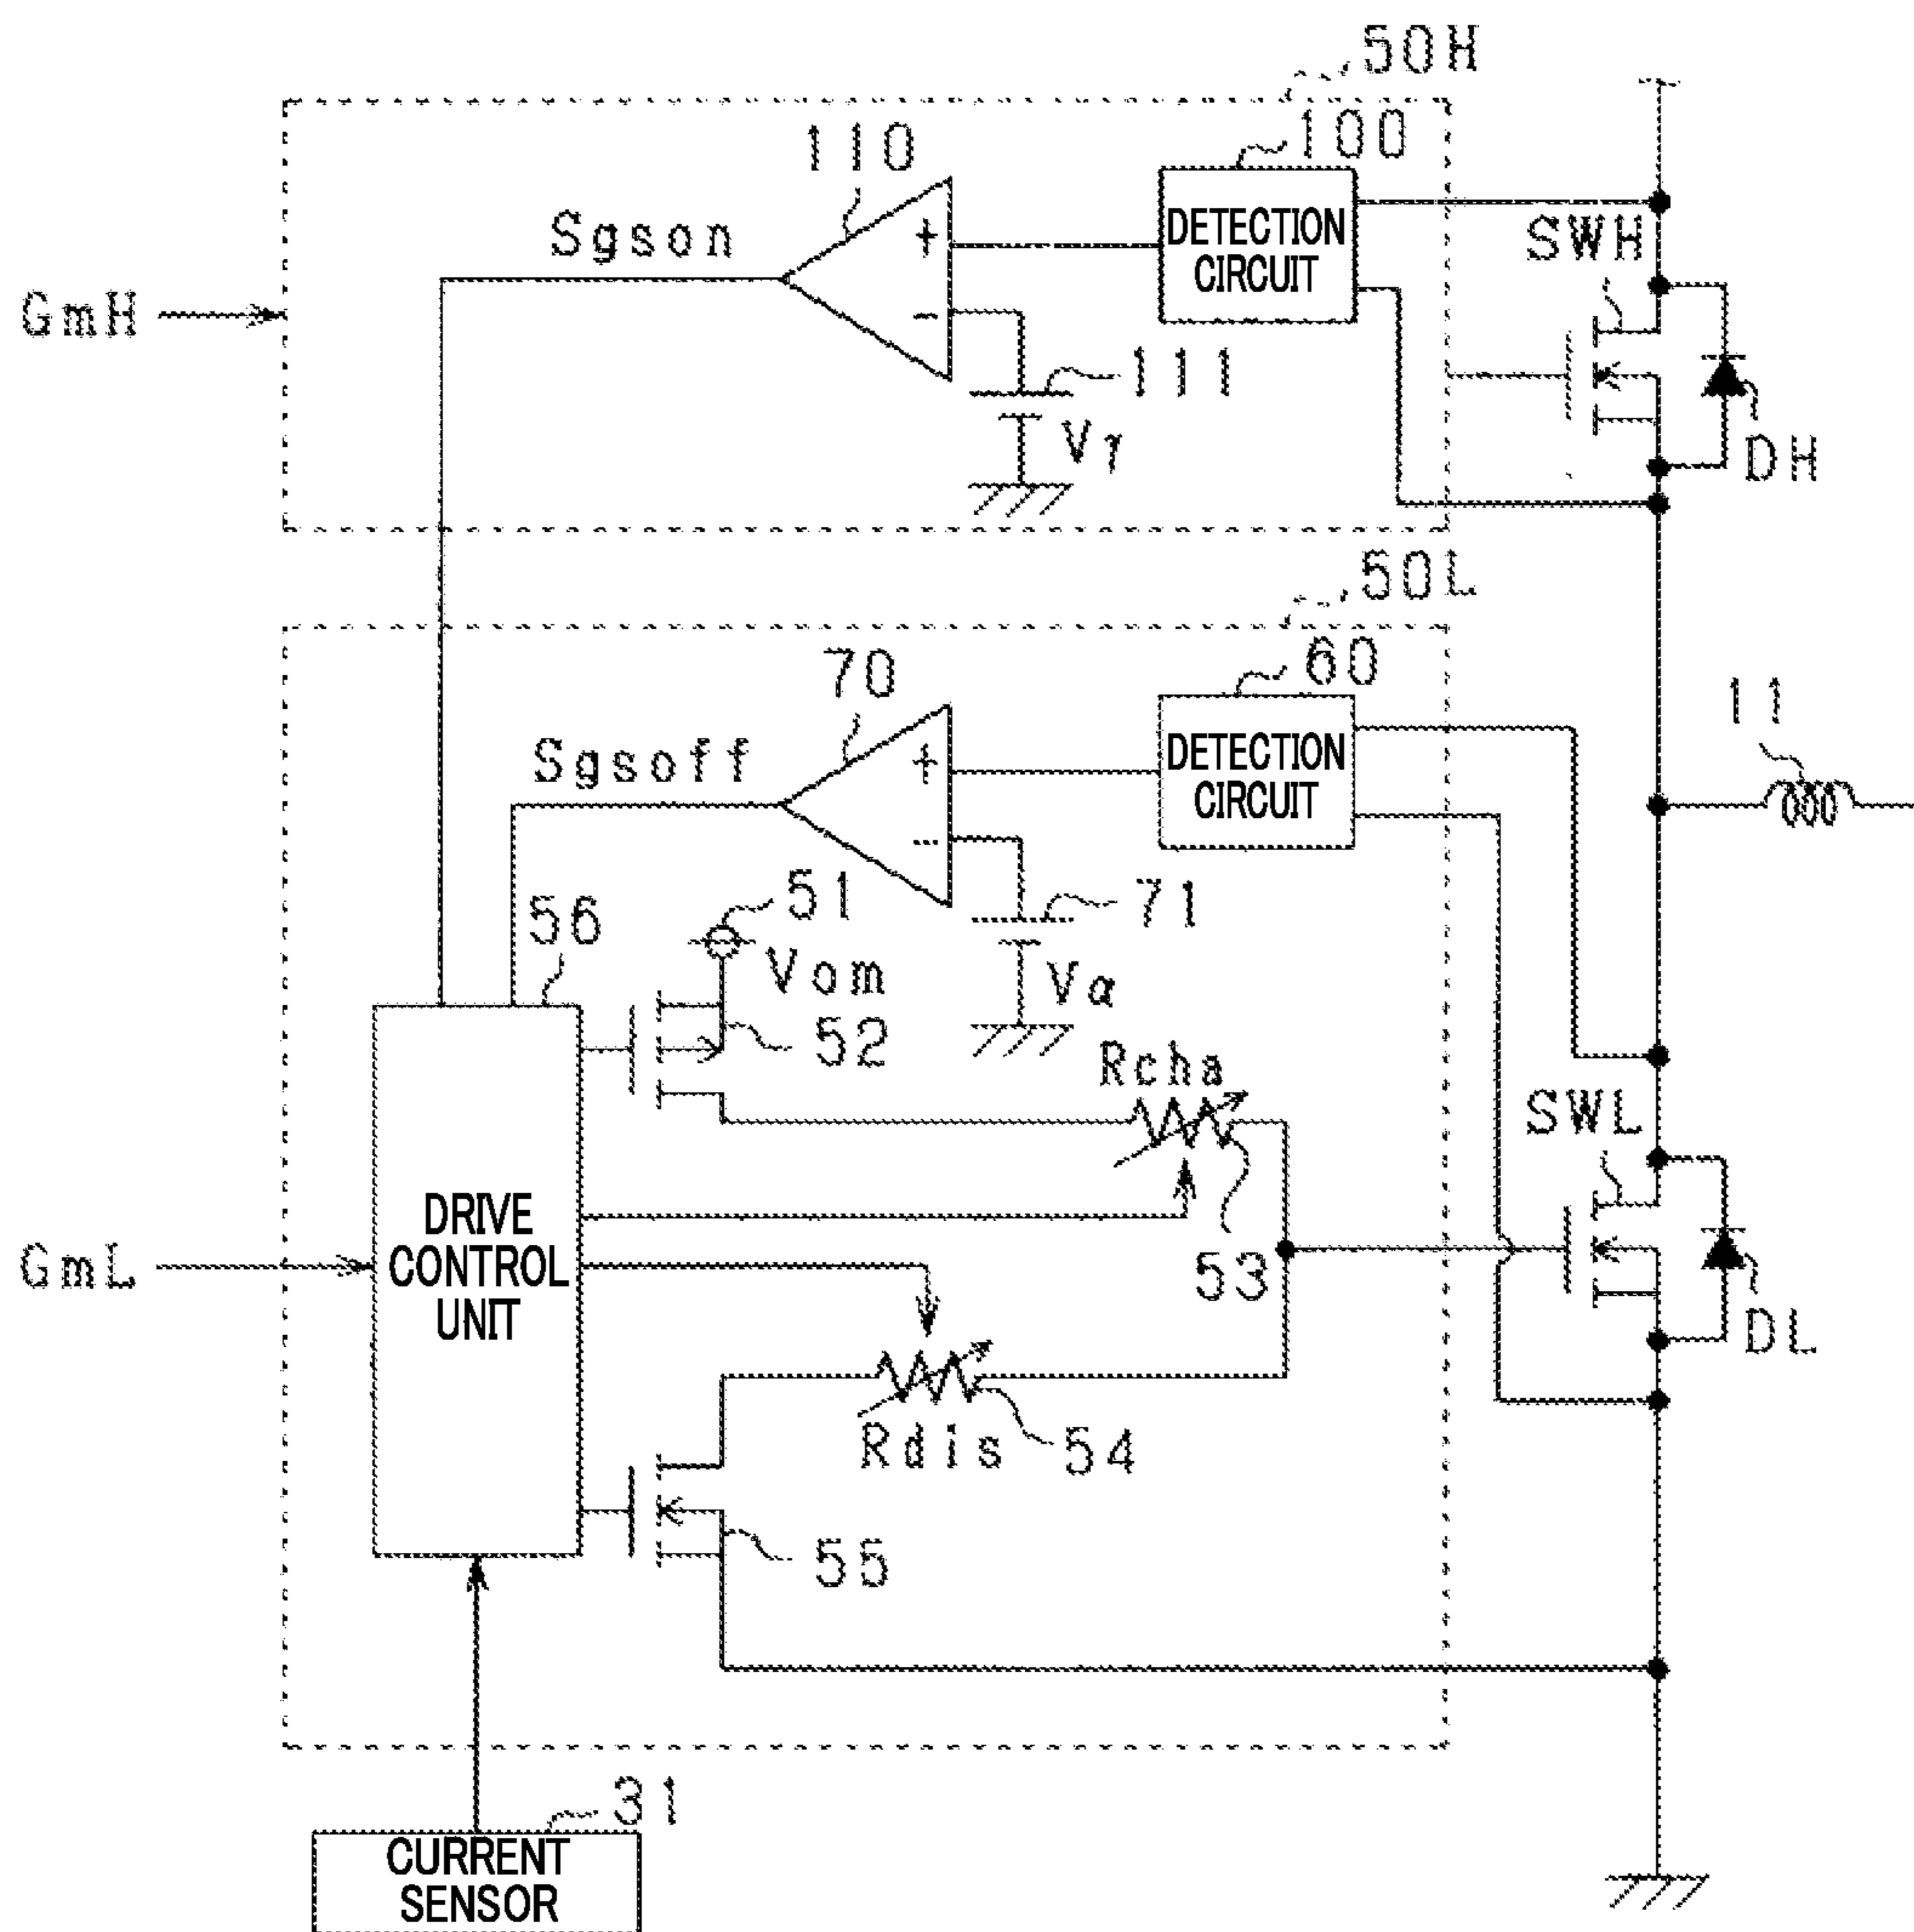 50H
110
100
DETECTION
CIRCUIT
+
-
Sgson
SWH
GmH
111
Vγ
DH
50L
70
60
11
DETECTION
CIRCUIT
+
-
Sgsoff
51
71
56
Vom
Vα
52
Rcha
SWL
DRIVE
CONTROL
UNIT
GmL
53
DL
Rdis
54
55
31
CURRENT
SENSOR